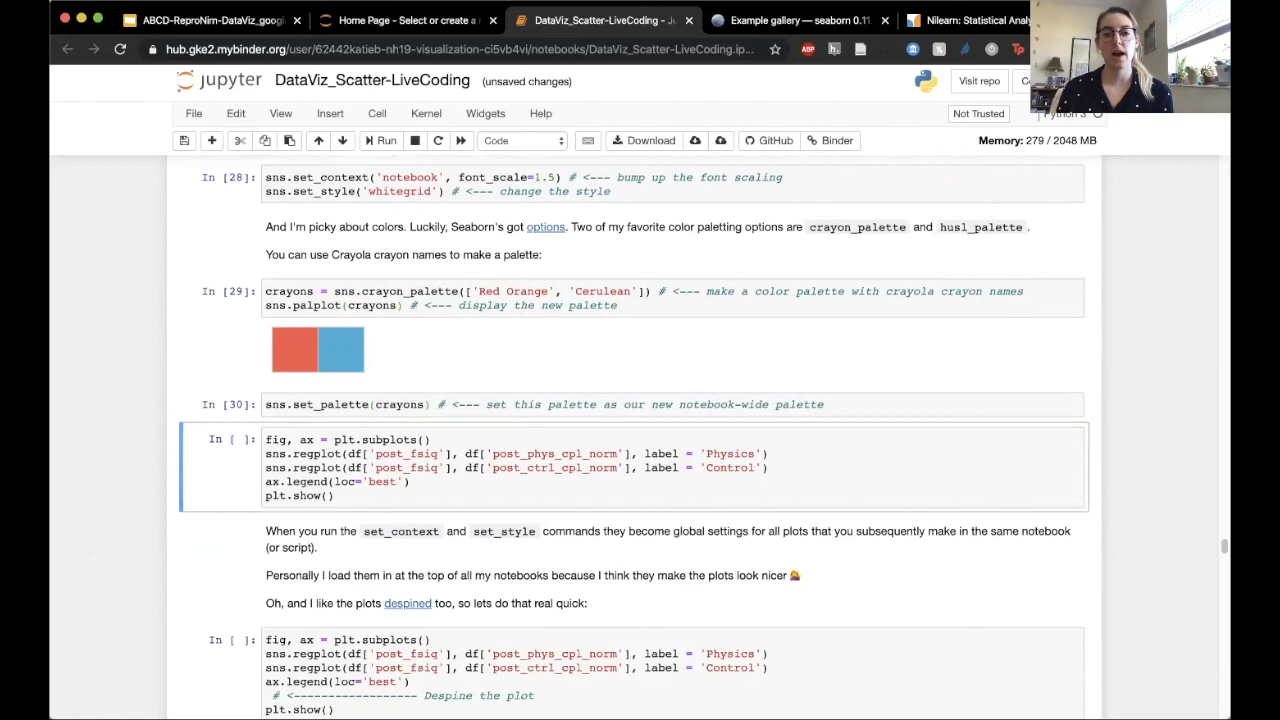 ABCD-ReproNim-DataViz_googl
Home Page - Select or create a n
DataViz_Scatter-LiveCoding - Ju
Example gallery — seaborn 0.11.
Nilearn: Statistical Analy
hub.gke2.mybinder.org/user/62442katieb-nh19-visualization-ci5vb4vi/notebooks/DataViz_Scatter-LiveCoding.ip...
ABP
jupyter DataViz_Scatter-LiveCoding (unsaved changes)
Visit repo
File Edit View Insert Cell Kernel Widgets Help
Not Trusted
Run
Code
Download
GitHub
Binder
Memory: 279 / 2048 MB
In [28]: sns.set_context('notebook', font_scale=1.5) # <--- bump up the font scaling
sns.set_style('whitegrid') # <--- change the style
And I'm picky about colors. Luckily, Seaborn's got options. Two of my favorite color paletting options are crayon_palette and husl_palette .
You can use Crayola crayon names to make a palette:
In [29]: crayons = sns.crayon_palette(['Red Orange', 'Cerulean']) # <--- make a color palette with crayola crayon names
sns.palplot(crayons) # <--- display the new palette
In [30]: sns.set_palette(crayons) # <--- set this palette as our new notebook-wide palette
In [ ]: fig, ax = plt.subplots()
sns.regplot(df['post_fsiq'], df['post_phys_cpl_norm'], label = 'Physics')
sns.regplot(df['post_fsiq'], df['post_ctrl_cpl_norm'], label = 'Control')
ax.legend(loc='best')
plt.show()
When you run the set_context and set_style commands they become global settings for all plots that you subsequently make in the same notebook
(or script).
Personally I load them in at the top of all my notebooks because I think they make the plots look nicer 🤷‍♀️
Oh, and I like the plots despined too, so lets do that real quick:
In [ ]: fig, ax = plt.subplots()
sns.regplot(df['post_fsiq'], df['post_phys_cpl_norm'], label = 'Physics')
sns.regplot(df['post_fsiq'], df['post_ctrl_cpl_norm'], label = 'Control')
ax.legend(loc='best')
# <------------------ Despine the plot
plt.show()